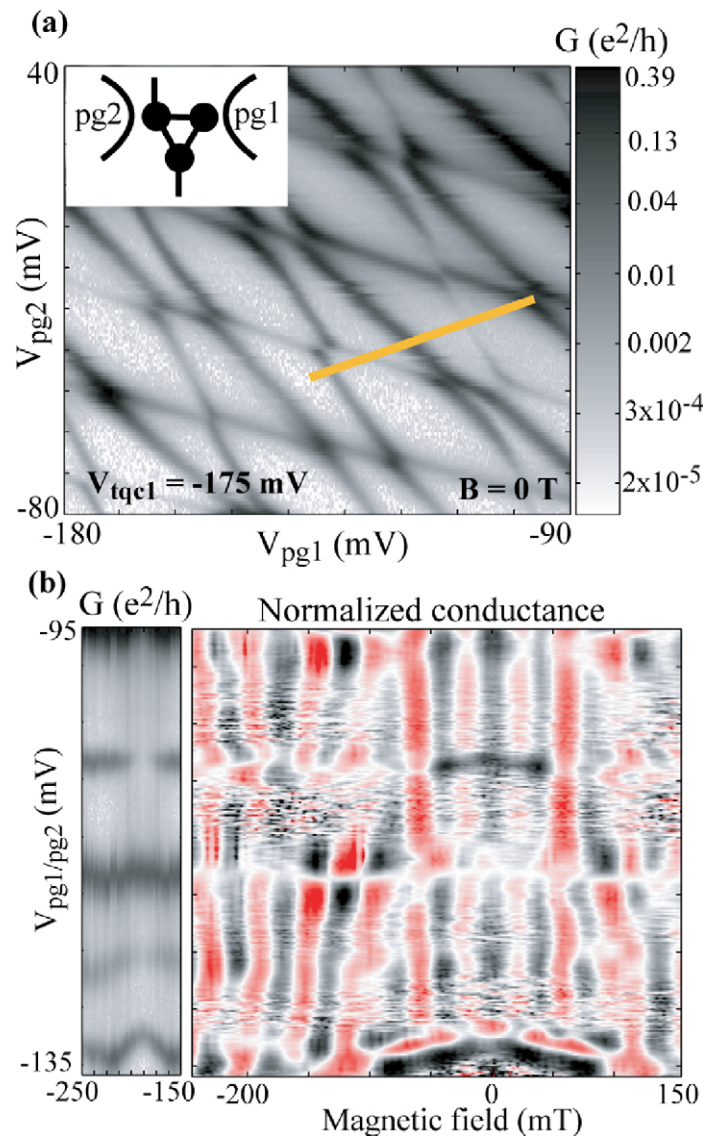 (a)
G (e²/h)
40
pg2
pg1
0.39
0.13
0.04
0.01
0.002
3x10⁻⁴
2x10⁻⁵
V_pg2 (mV)
V_tqc1 = -175 mV
B = 0 T
-80
-180
-90
V_pg1 (mV)
(b)
G (e²/h)
Normalized conductance
-95
V_pg1/pg2 (mV)
-135
-250
-150
-200
0
150
Magnetic field (mT)